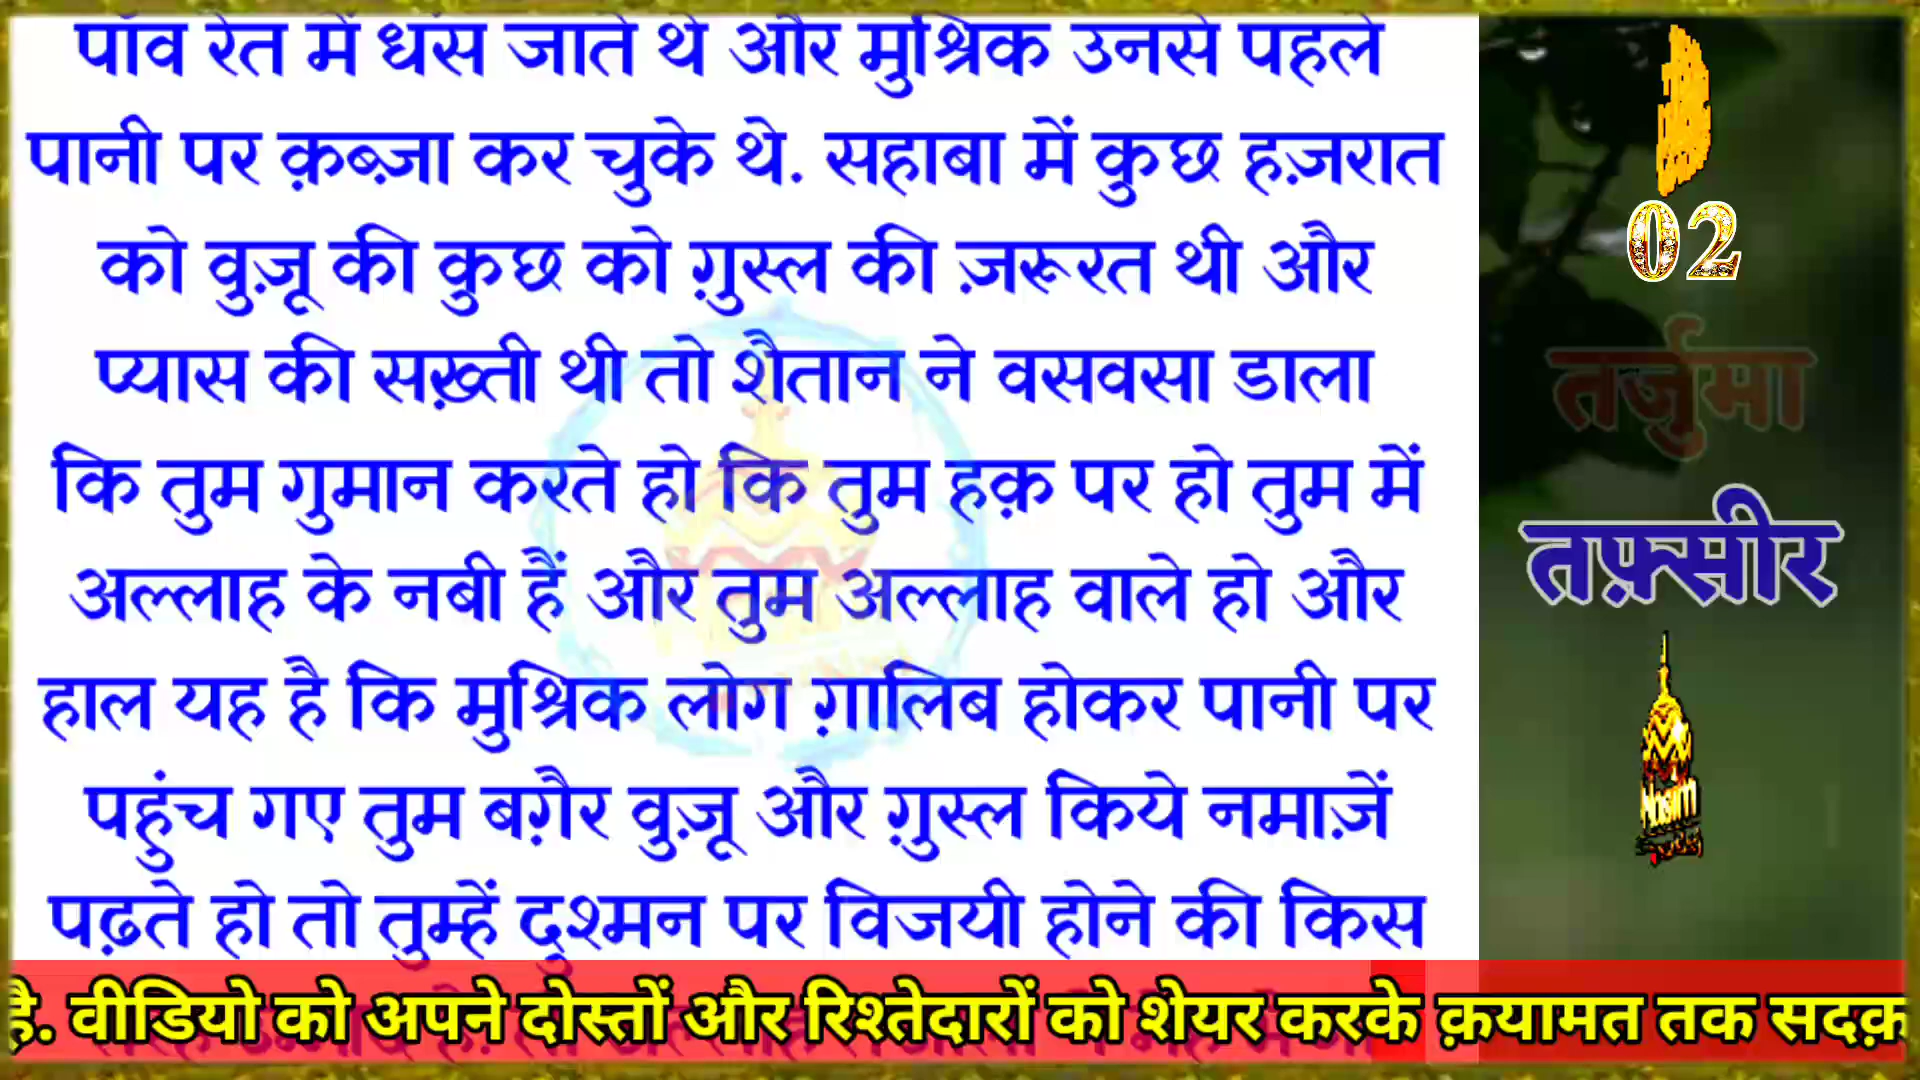 पाँव रेत में धंस जाते थे और मुश्रिक उनसे पहले
पानी पर क़ब्ज़ा कर चुके थे. सहाबा में कुछ हज़रात
को वुज़ू की कुछ को ग़ुस्ल की ज़रूरत थी और
प्यास की सख़्ती थी तो शैतान ने वसवसा डाला
कि तुम गुमान करते हो कि तुम हक़ पर हो तुम में
अल्लाह के नबी हैं और तुम अल्लाह वाले हो और
हाल यह है कि मुश्रिक लोग ग़ालिब होकर पानी पर
पहुंच गए तुम बग़ैर वुज़ू और ग़ुस्ल किये नमाज़ें
पढ़ते हो तो तुम्हें दुश्मन पर विजयी होने की किस
है. वीडियो को अपने दोस्तों और रिश्तेदारों को शेयर करके क़यामत तक सदक़
02
तर्जुमा
तफ़्सीर